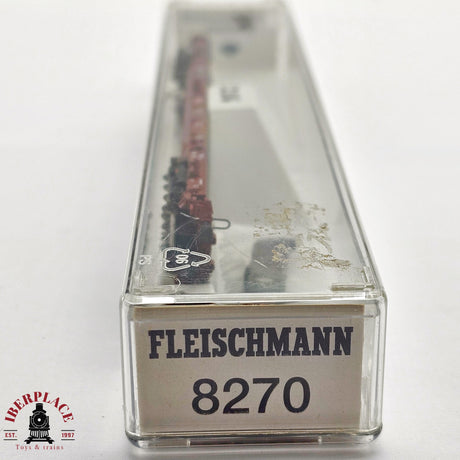 FLEISCHMANN
8270
IBERPLACE
EST. 1997
Toys & trains